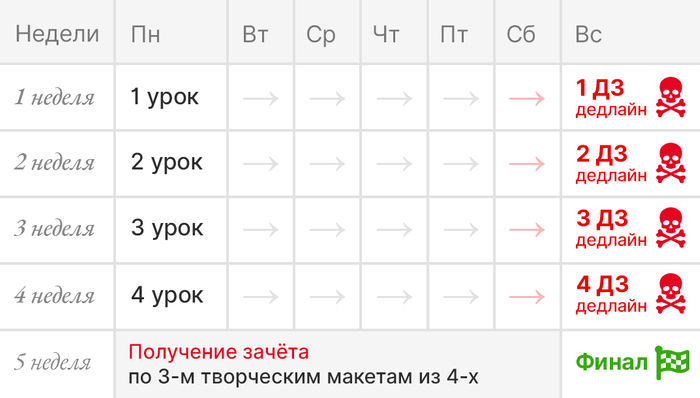 Недели Пн Вт Ср Чт Пт Сб Вс
1 неделя 1 урок → → → → → 1 ДЗ
дедлайн
2 неделя 2 урок → → → → → 2 ДЗ
дедлайн
3 неделя 3 урок → → → → → 3 ДЗ
дедлайн
4 неделя 4 урок → → → → → 4 ДЗ
дедлайн
5 неделя Получение зачёта Финал
по 3-м творческим макетам из 4-х